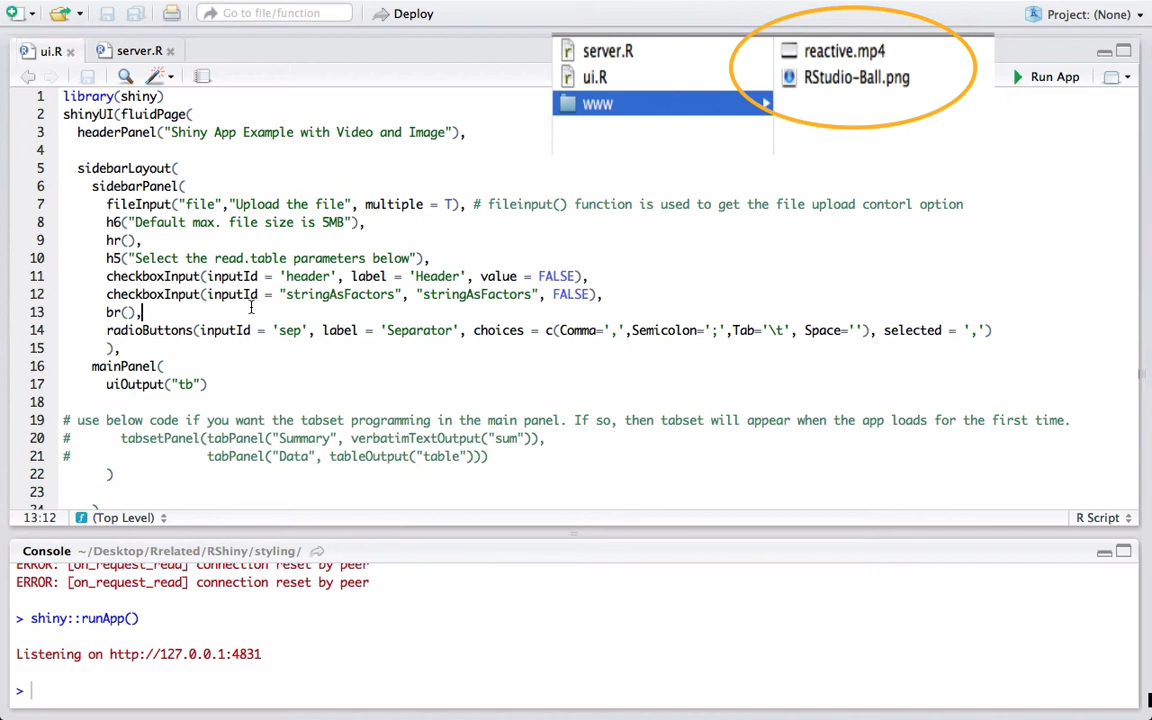 Go to file/function
Deploy
Project: (None)
ui.R
server.R
server.R
ui.R
www
reactive.mp4
RStudio-Ball.png
Run App
1 library(shiny)
2 shinyUI(fluidPage(
3 headerPanel("Shiny App Example with Video and Image"),
4
5 sidebarLayout(
6 sidebarPanel(
7 fileInput("file","Upload the file", multiple = T), # fileinput() function is used to get the file upload contorl option
8 h6("Default max. file size is 5MB"),
9 hr(),
10 h5("Select the read.table parameters below"),
11 checkboxInput(inputId = 'header', label = 'Header', value = FALSE),
12 checkboxInput(inputId = "stringAsFactors", "stringAsFactors", FALSE),
13 br(),
14 radioButtons(inputId = 'sep', label = 'Separator', choices = c(Comma=',',Semicolon=';',Tab='\t', Space=''), selected = ',')
15 ),
16 mainPanel(
17 uiOutput("tb")
18
19 # use below code if you want the tabset programming in the main panel. If so, then tabset will appear when the app loads for the first time.
20 # tabsetPanel(tabPanel("Summary", verbatimTextOutput("sum")),
21 # tabPanel("Data", tableOutput("table")))
22 )
23
24 )
13:12 (Top Level) R Script
Console ~/Desktop/Rrelated/RShiny/styling/
ERROR: [on_request_read] connection reset by peer
ERROR: [on_request_read] connection reset by peer
> shiny::runApp()
Listening on http://127.0.0.1:4831
>